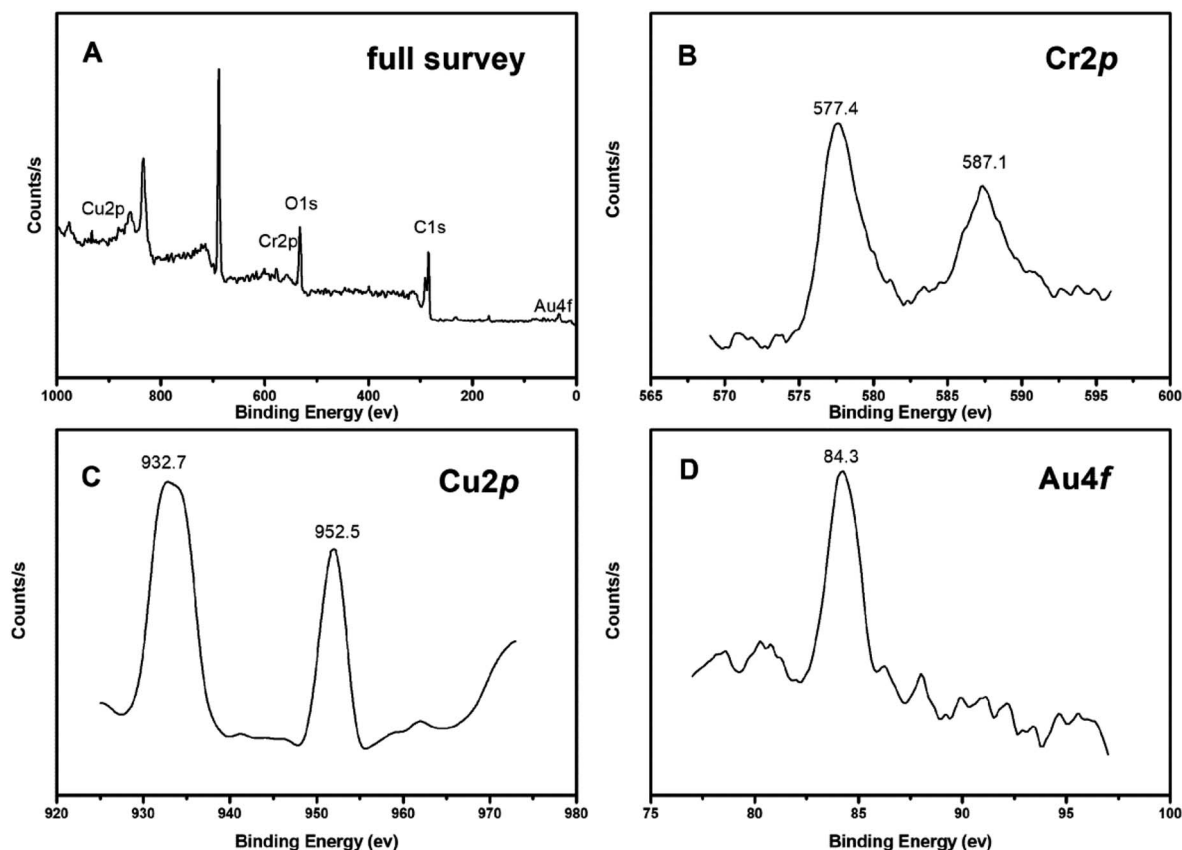 A
full survey
Counts/s
Cu2p
Cr2p
O1s
C1s
Au4f
1000 800 600 400 200 0
Binding Energy (ev)
B
Cr2p
Counts/s
577.4
587.1
565 570 575 580 585 590 595 600
Binding Energy (ev)
C
Cu2p
Counts/s
932.7
952.5
920 930 940 950 960 970 980
Binding Energy (ev)
D
Au4f
Counts/s
84.3
75 80 85 90 95 100
Binding Energy (ev)